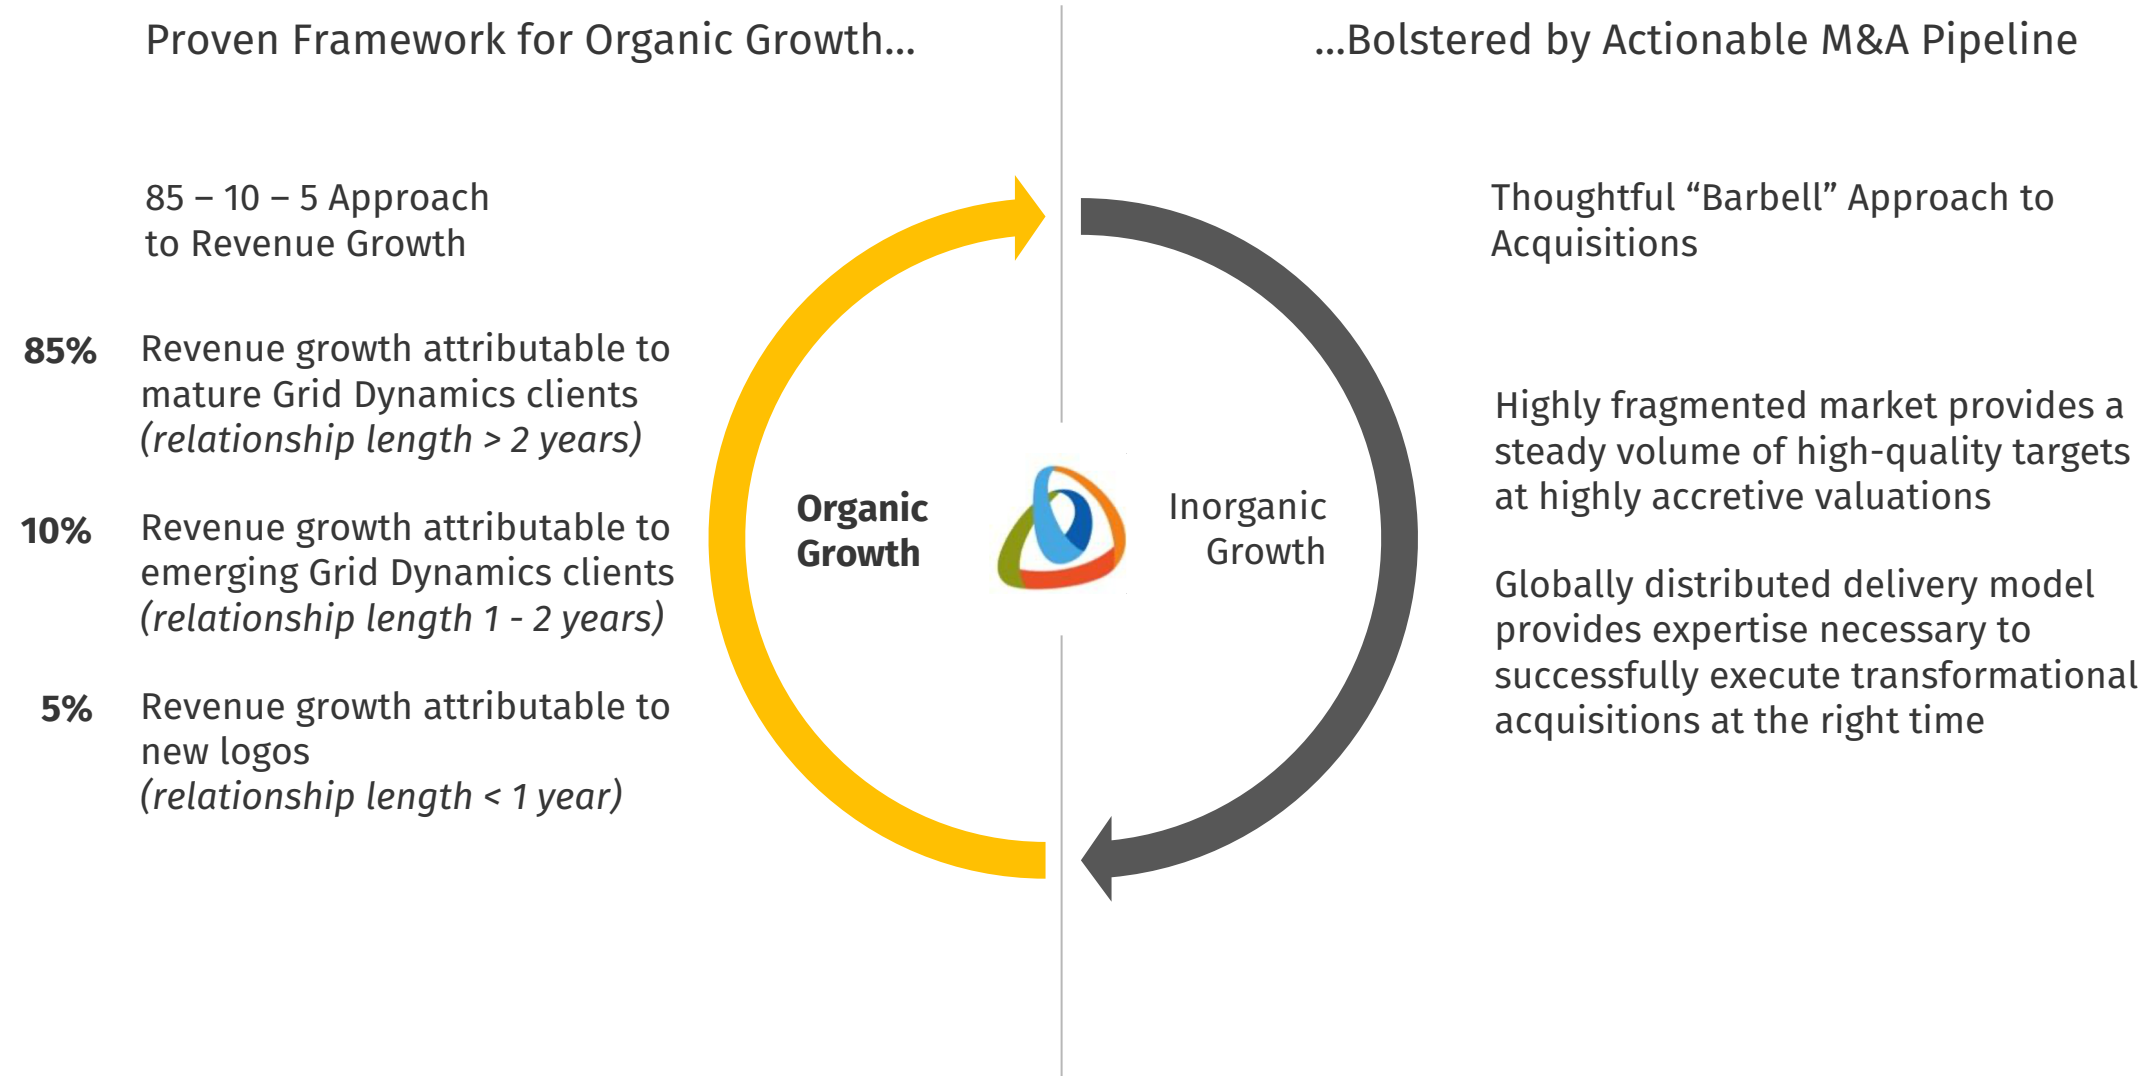 Proven Framework for Organic Growth...
85 – 10 – 5 Approach
to Revenue Growth
85%
Revenue growth attributable to
mature Grid Dynamics clients
(relationship length > 2 years)
10%
Revenue growth attributable to
emerging Grid Dynamics clients
(relationship length 1 - 2 years)
5%
Revenue growth attributable to
new logos
(relationship length < 1 year)
Organic
Growth
Inorganic
Growth
...Bolstered by Actionable M&A Pipeline
Thoughtful “Barbell” Approach to
Acquisitions
Highly fragmented market provides a
steady volume of high-quality targets
at highly accretive valuations
Globally distributed delivery model
provides expertise necessary to
successfully execute transformational
acquisitions at the right time